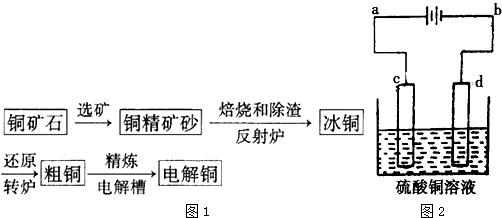 a b
c d
铜矿石 选矿 铜精矿砂 焙烧和除渣 反射炉 冰铜
还原 转炉 粗铜 精炼 电解槽 电解铜
硫酸铜溶液
图1 图2